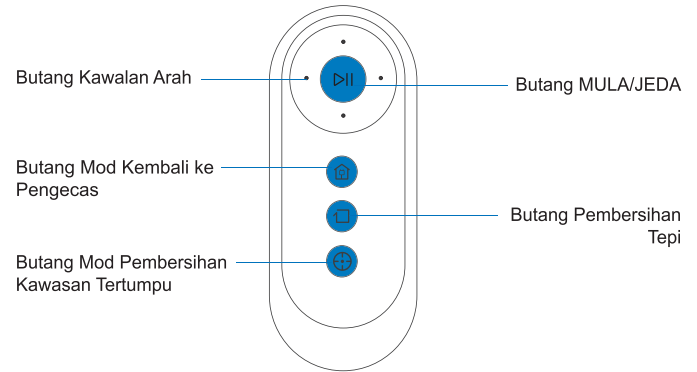 Butang Kawalan Arah
Butang MULA/JEDA
Butang Mod Kembali ke
Pengecas
Butang Pembersihan
Tepi
Butang Mod Pembersihan
Kawasan Tertumpu